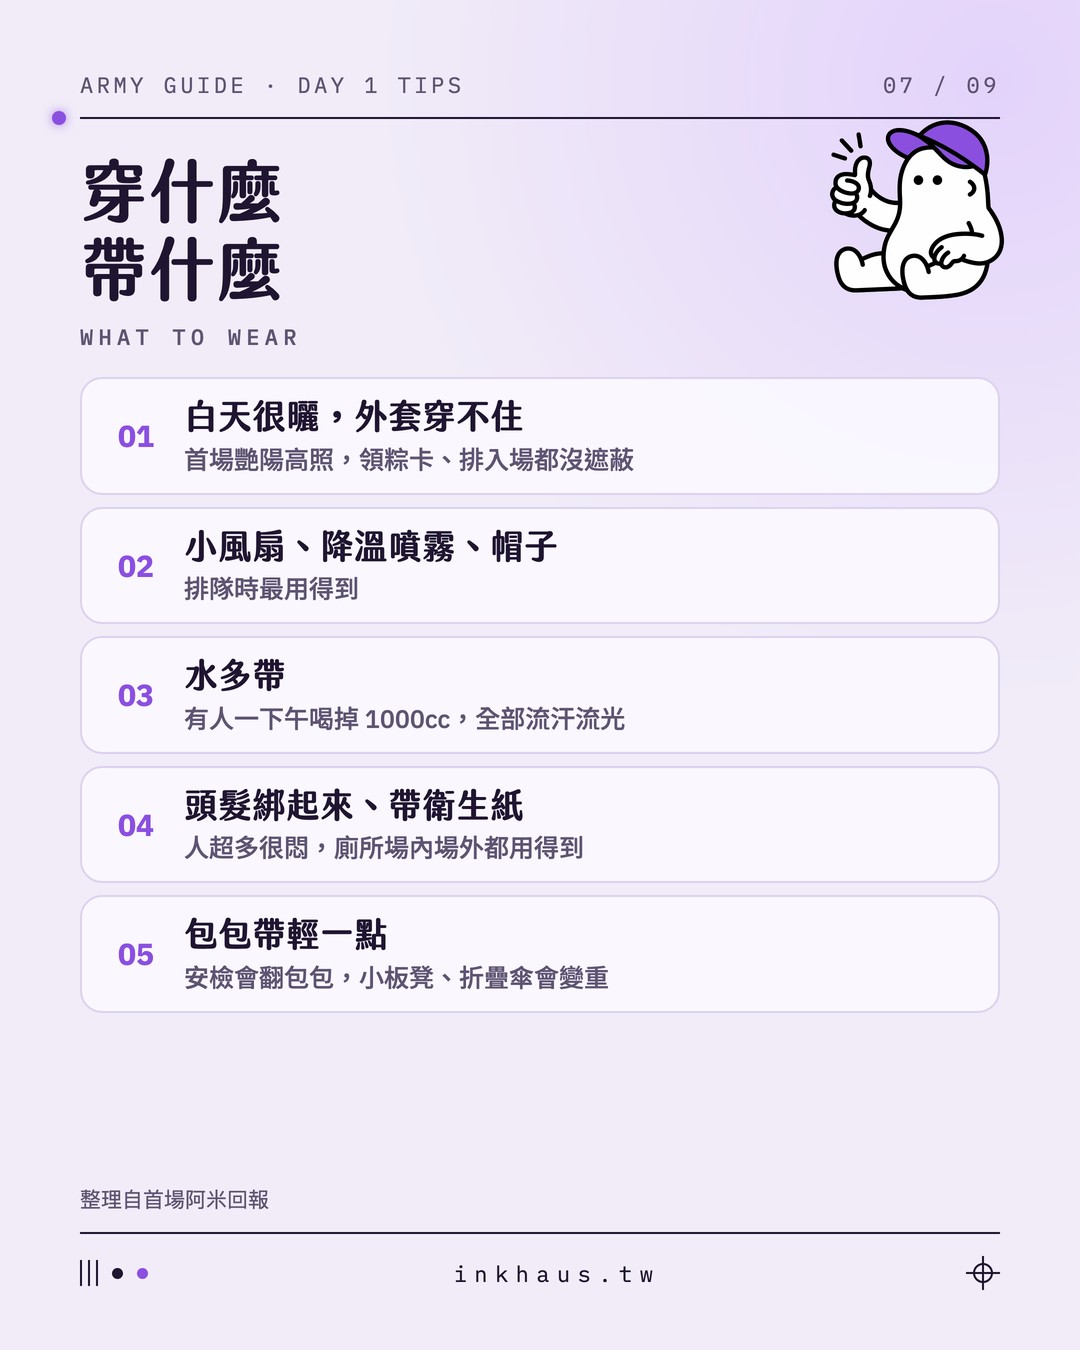 ARMY GUIDE · DAY 1 TIPS
07 / 09
穿什麼
帶什麼
WHAT TO WEAR
01
白天很曬，外套穿不住
首場艷陽高照，領粽卡、排入場都沒遮蔽
02
小風扇、降溫噴霧、帽子
排隊時最用得到
03
水多帶
有人一下午喝掉 1000cc，全部流汗流光
04
頭髮綁起來、帶衛生紙
人超多很悶，廁所場內場外都用得到
05
包包帶輕一點
安檢會翻包包，小板凳、折疊傘會變重
整理自首場阿米回報
inkhaus.tw